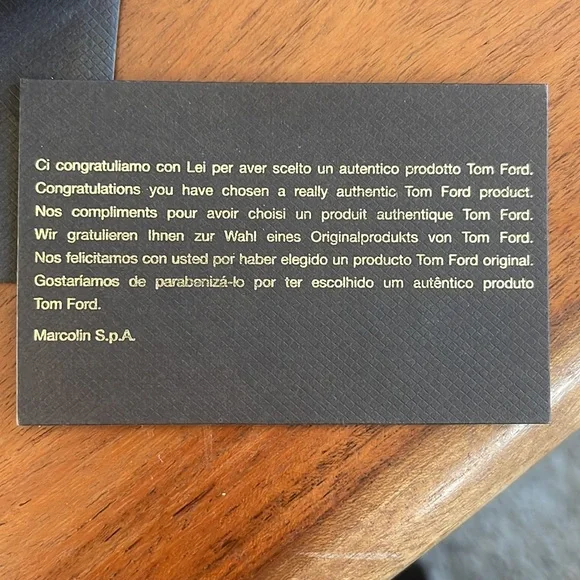 Ci congratuliamo con Lei per aver scelto un autentico prodotto Tom Ford.
Congratulations you have chosen a really authentic Tom Ford product.
Nos compliments pour avoir choisi un produit authentique Tom Ford.
Wir gratulieren Ihnen zur Wahl eines Originalprodukts von Tom Ford.
Nos felicitamos con usted por haber elegido un producto Tom Ford original.
Gostaríamos de parabenizá-lo por ter escolhido um autêntico produto
Tom Ford.
Marcolin S.p.A.